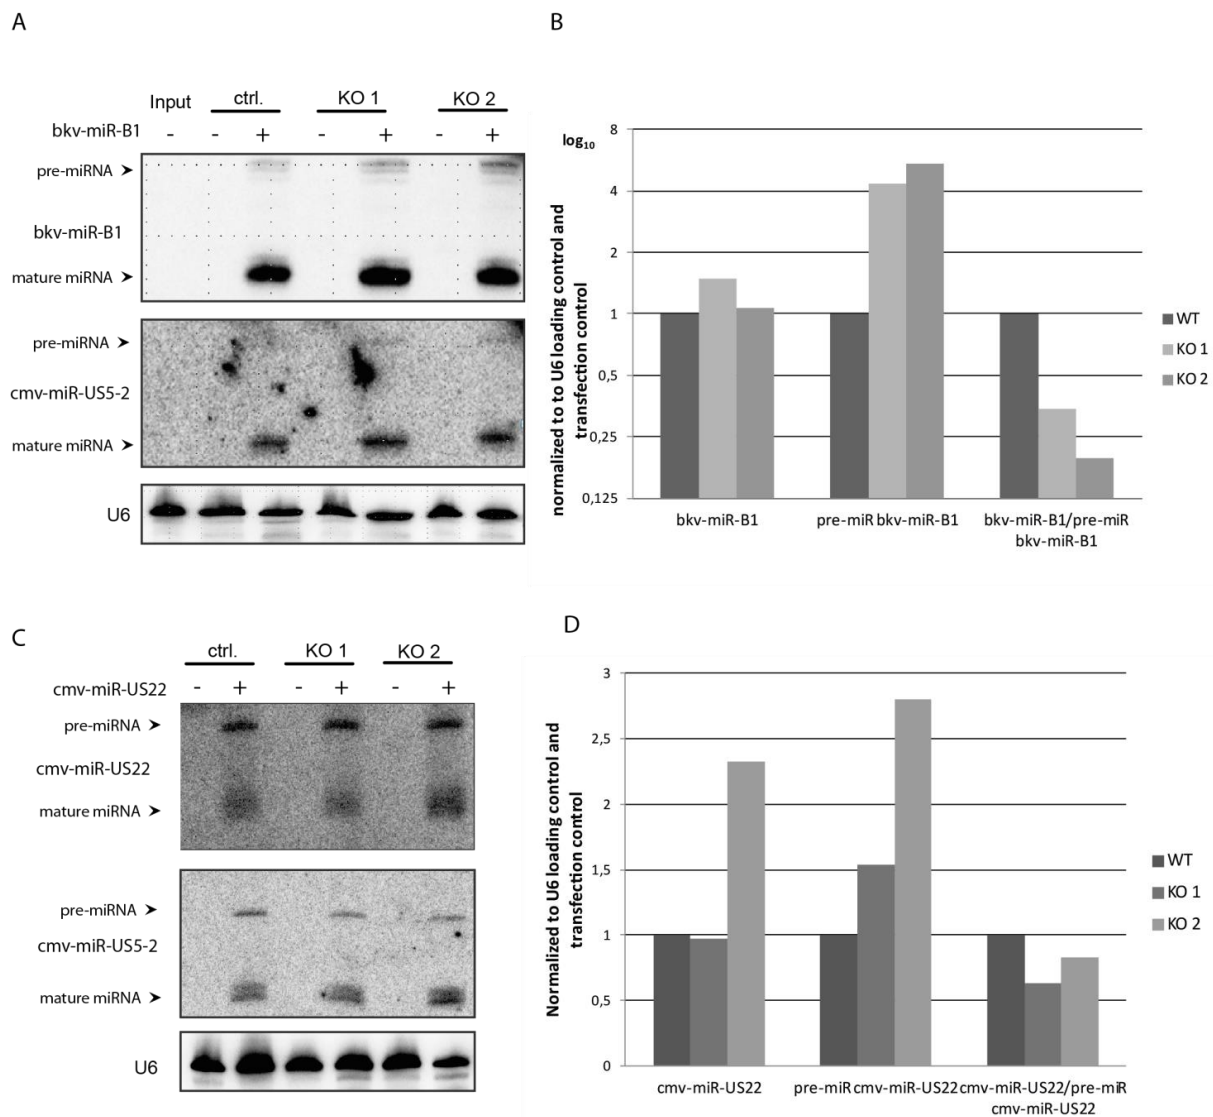 A
Input ctrl. KO 1 KO 2
bkv-miR-B1 - - + - + - +
pre-miRNA ➤
bkv-miR-B1
mature miRNA ➤
pre-miRNA ➤
cmv-miR-US5-2
mature miRNA ➤
U6
B
log10
normalized to to U6 loading control and
transfection control
8
4
2
1
0,5
0,25
0,125
bkv-miR-B1 pre-miR bkv-miR-B1 bkv-miR-B1/pre-miR
bkv-miR-B1
WT
KO 1
KO 2
C
ctrl. KO 1 KO 2
cmv-miR-US22 - + - + - +
pre-miRNA ➤
cmv-miR-US22
mature miRNA ➤
pre-miRNA ➤
cmv-miR-US5-2
mature miRNA ➤
U6
D
Normalized to U6 loading control and
transfection control
3
2,5
2
1,5
1
0,5
0
cmv-miR-US22 pre-miR cmv-miR-US22 cmv-miR-US22/pre-miR
cmv-miR-US22
WT
KO 1
KO 2